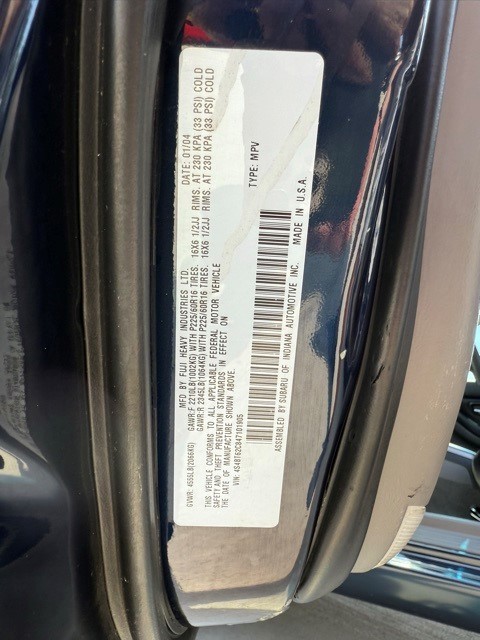 MFD BY FUJI HEAVY INDUSTRIES LTD. DATE: 01/04
GVWR: 4555LB(2066KG) GAWR:F 2210LB(1002KG)WITH P225/60R16 TIRES. 16X6 1/2JJ RIMS. AT 230 KPA (33 PSI) COLD
GAWR:R 2345LB(1064KG)WITH P225/60R16 TIRES. 16X6 1/2JJ RIMS. AT 230 KPA (33 PSI) COLD
THIS VEHICLE CONFORMS TO ALL APPLICABLE FEDERAL MOTOR VEHICLE
SAFETY AND THEFT PREVENTION STANDARDS IN EFFECT ON
THE DATE OF MANUFACTURE SHOWN ABOVE.
VIN: 4S4BT62C847101905 TYPE: MPV
ASSEMBLED BY SUBARU OF INDIANA AUTOMOTIVE INC. MADE IN U.S.A.